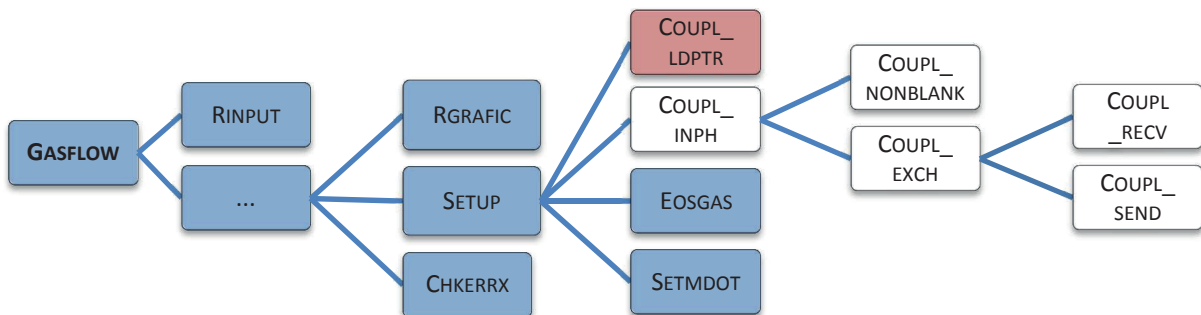 GASFLOW
RINPUT
...
RGRAFIC
SETUP
CHKERRX
COUPL_
LDPTR
COUPL_
INPH
EOSGAS
SETMDOT
COUPL_
NONBLANK
COUPL_
EXCH
COUPL
_RECV
COUPL_
SEND